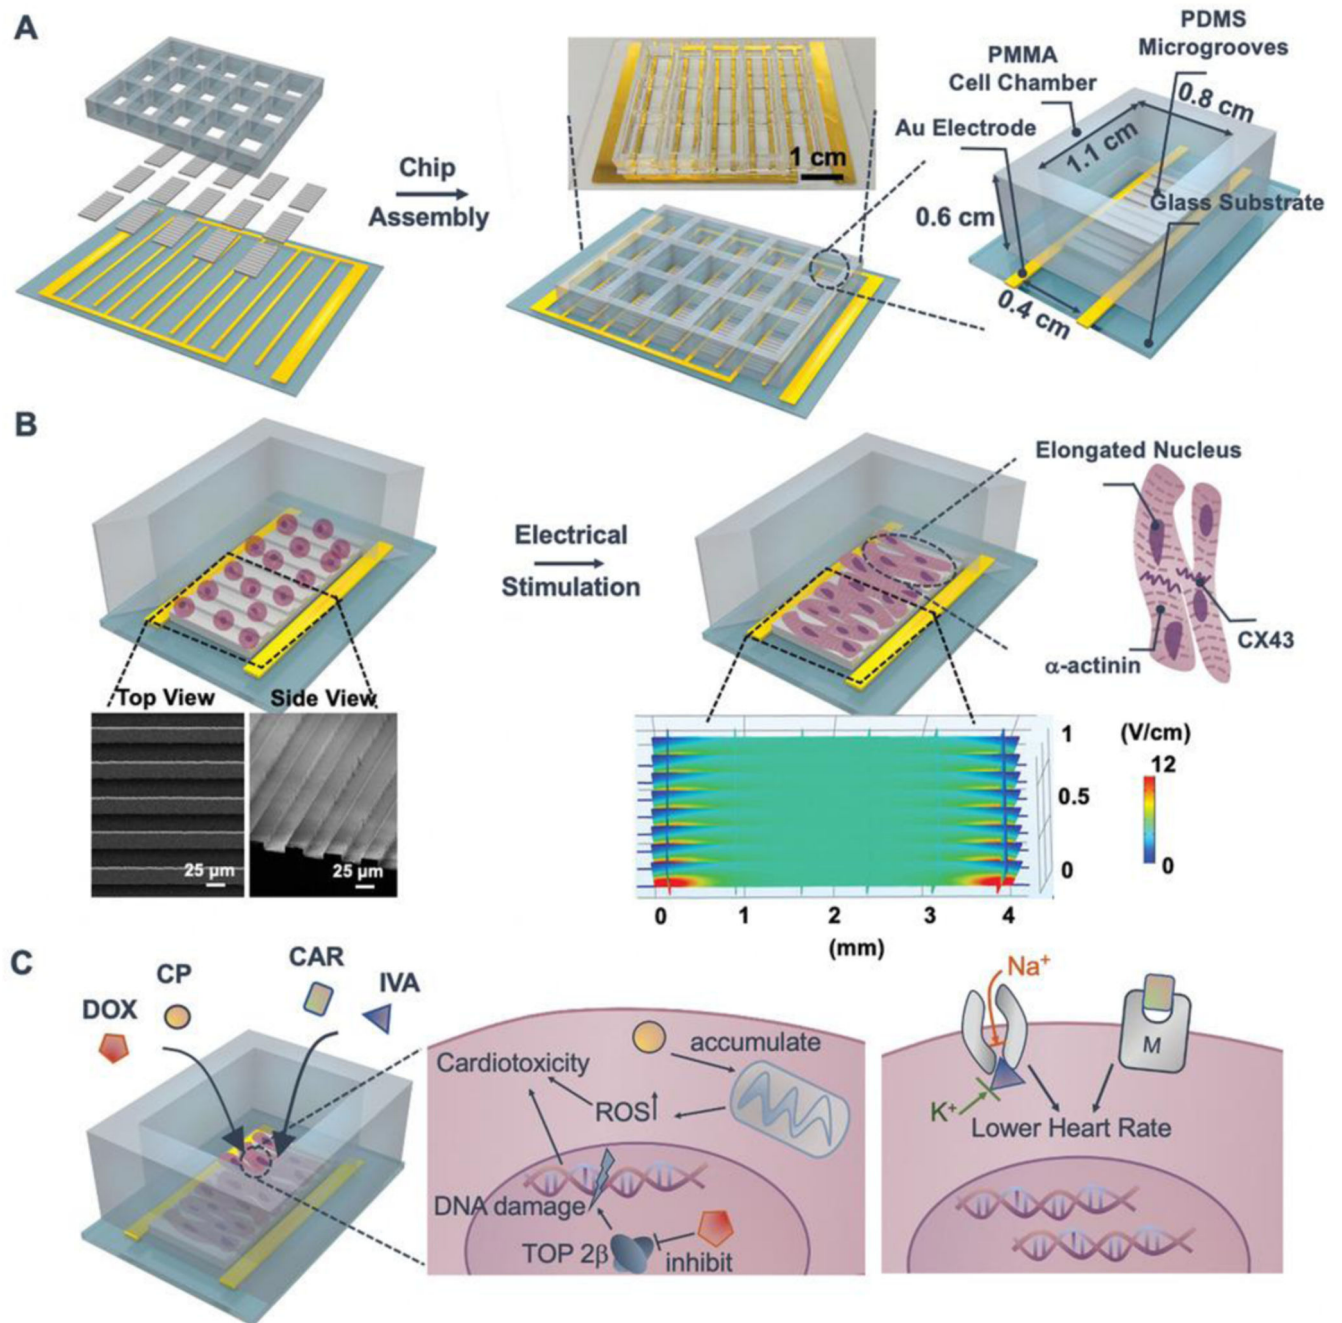 A
Chip
Assembly
1 cm
PMMA
Cell Chamber
PDMS
Microgrooves
Au Electrode
0.8 cm
1.1 cm
0.6 cm
Glass Substrate
0.4 cm
B
Electrical
Stimulation
Elongated Nucleus
α-actinin
CX43
Top View
Side View
25 μm
25 μm
1
0.5
0
(V/cm)
12
0
0 1 2 3 4
(mm)
C
DOX
CP
CAR
IVA
Cardiotoxicity
accumulate
ROS
DNA damage
TOP 2β
inhibit
Na⁺
K⁺
M
Lower Heart Rate